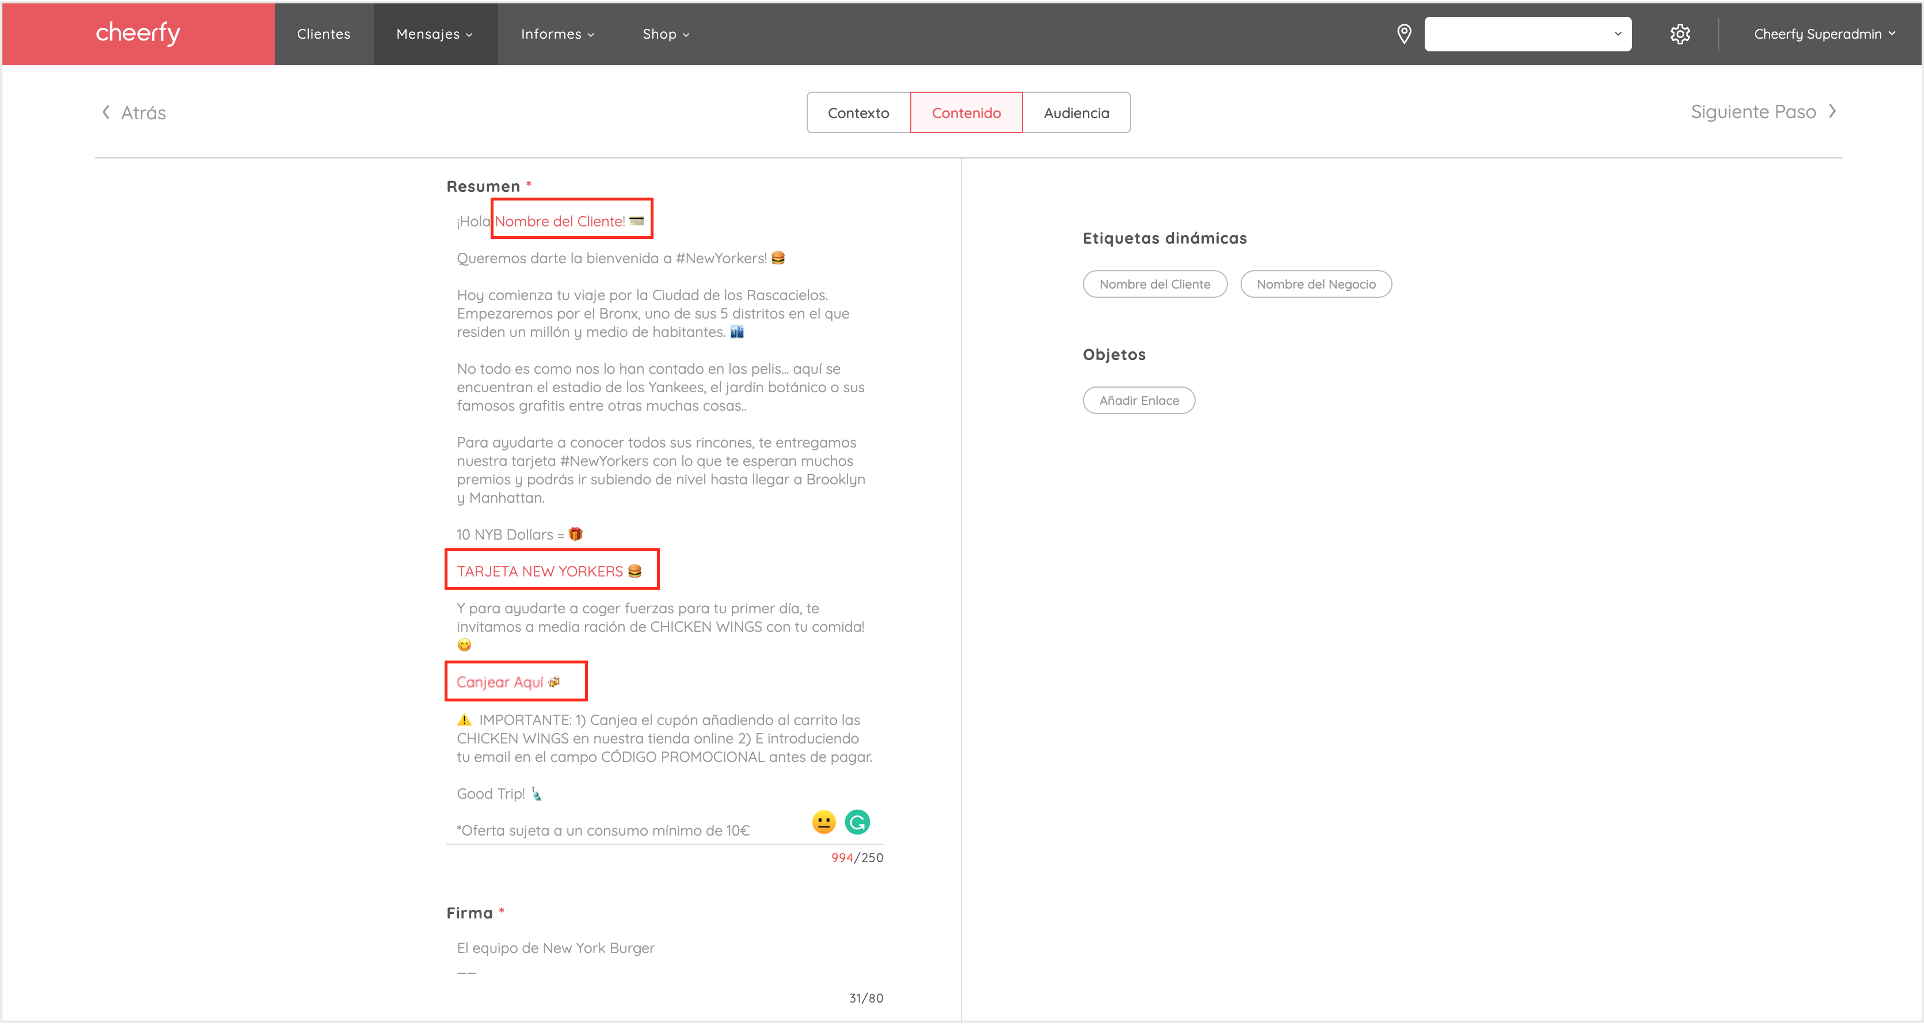 cheerfy
Clientes
Mensajes
Informes
Shop
Cheerfy Superadmin
Atrás
Contexto
Contenido
Audiencia
Siguiente Paso
Resumen *
¡Hola Nombre del Cliente! 💳
Queremos darte la bienvenida a #NewYorkers! 🍔
Hoy comienza tu viaje por la Ciudad de los Rascacielos.
Empezaremos por el Bronx, uno de sus 5 distritos en el que
residen un millón y medio de habitantes. 🏙️
No todo es como nos lo han contado en las pelis... aquí se
encuentran el estadio de los Yankees, el jardín botánico o sus
famosos grafitis entre otras muchas cosas..
Para ayudarte a conocer todos sus rincones, te entregamos
nuestra tarjeta #NewYorkers con lo que te esperan muchos
premios y podrás ir subiendo de nivel hasta llegar a Brooklyn
y Manhattan.
10 NYB Dollars = 🎁
TARJETA NEW YORKERS 🍔
Y para ayudarte a coger fuerzas para tu primer día, te
invitamos a media ración de CHICKEN WINGS con tu comida!
😋
Canjear Aquí 🍻
⚠️ IMPORTANTE: 1) Canjea el cupón añadiendo al carrito las
CHICKEN WINGS en nuestra tienda online 2) E introduciendo
tu email en el campo CÓDIGO PROMOCIONAL antes de pagar.
Good Trip! 🗽
*Oferta sujeta a un consumo mínimo de 10€
994/250
Firma *
El equipo de New York Burger
——
31/80
Etiquetas dinámicas
Nombre del Cliente
Nombre del Negocio
Objetos
Añadir Enlace